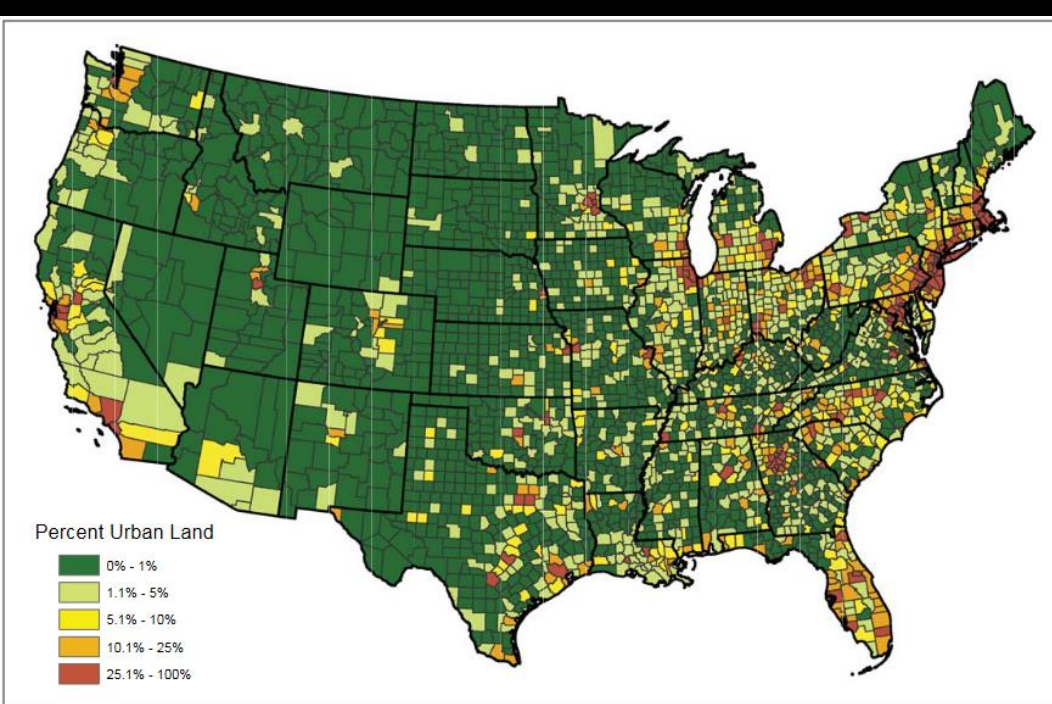 Percent Urban Land
0% - 1%
1.1% - 5%
5.1% - 10%
10.1% - 25%
25.1% - 100%